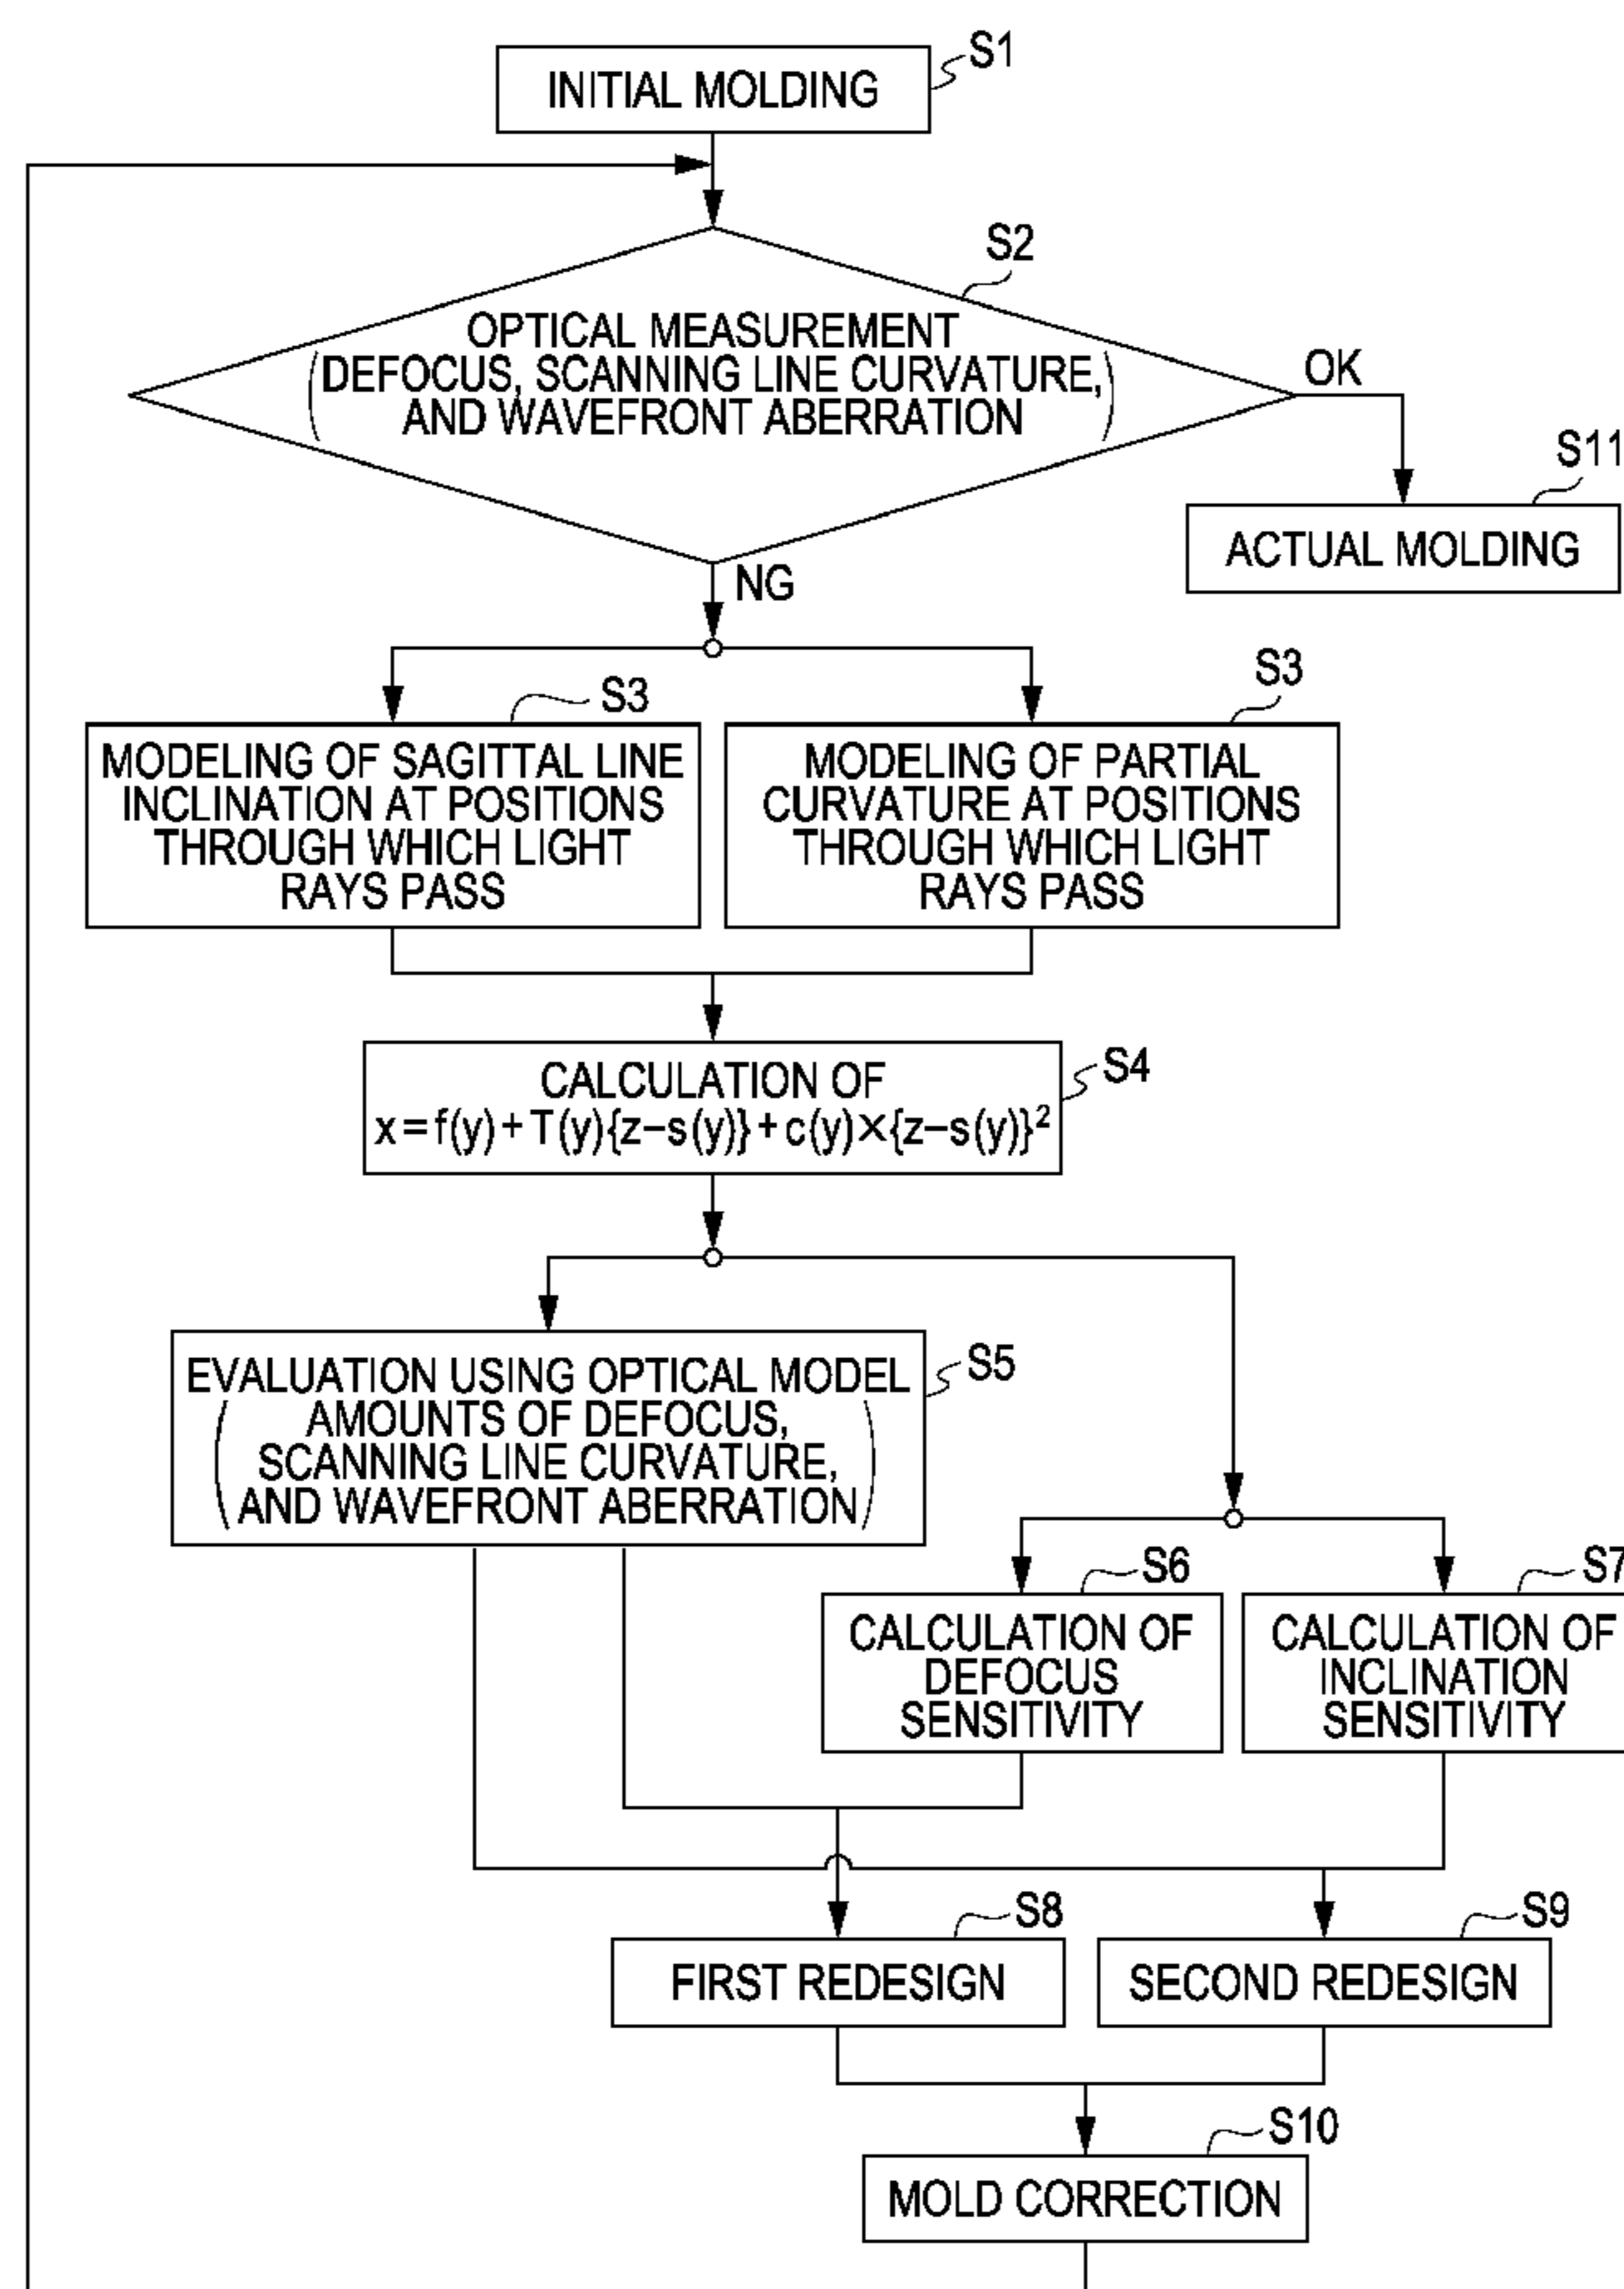 S1
INITIAL MOLDING
S2
OPTICAL MEASUREMENT
(DEFOCUS, SCANNING LINE CURVATURE,
AND WAVEFRONT ABERRATION)
OK
S11
ACTUAL MOLDING
NG
S3
MODELING OF SAGITTAL LINE
INCLINATION AT POSITIONS
THROUGH WHICH LIGHT
RAYS PASS
S3
MODELING OF PARTIAL
CURVATURE AT POSITIONS
THROUGH WHICH LIGHT
RAYS PASS
S4
CALCULATION OF
x=f(y)+T(y){z−s(y)}+c(y)×{z−s(y)}²
S5
EVALUATION USING OPTICAL MODEL
(AMOUNTS OF DEFOCUS,
SCANNING LINE CURVATURE,
AND WAVEFRONT ABERRATION)
S6
CALCULATION OF
DEFOCUS
SENSITIVITY
S7
CALCULATION OF
INCLINATION
SENSITIVITY
S8
FIRST REDESIGN
S9
SECOND REDESIGN
S10
MOLD CORRECTION